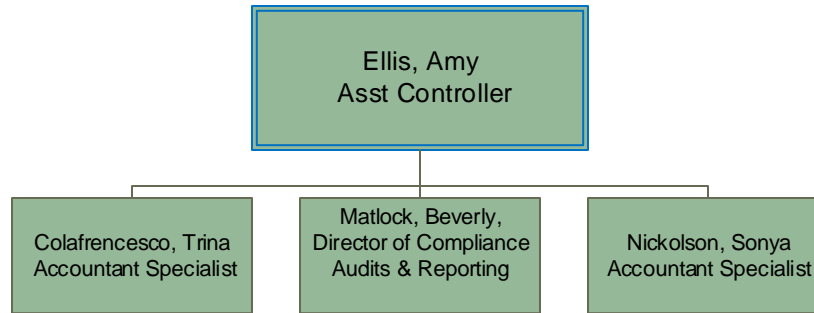 Ellis, Amy
Asst Controller
Colafrencesco, Trina
Accountant Specialist
Matlock, Beverly,
Director of Compliance
Audits & Reporting
Nickolson, Sonya
Accountant Specialist